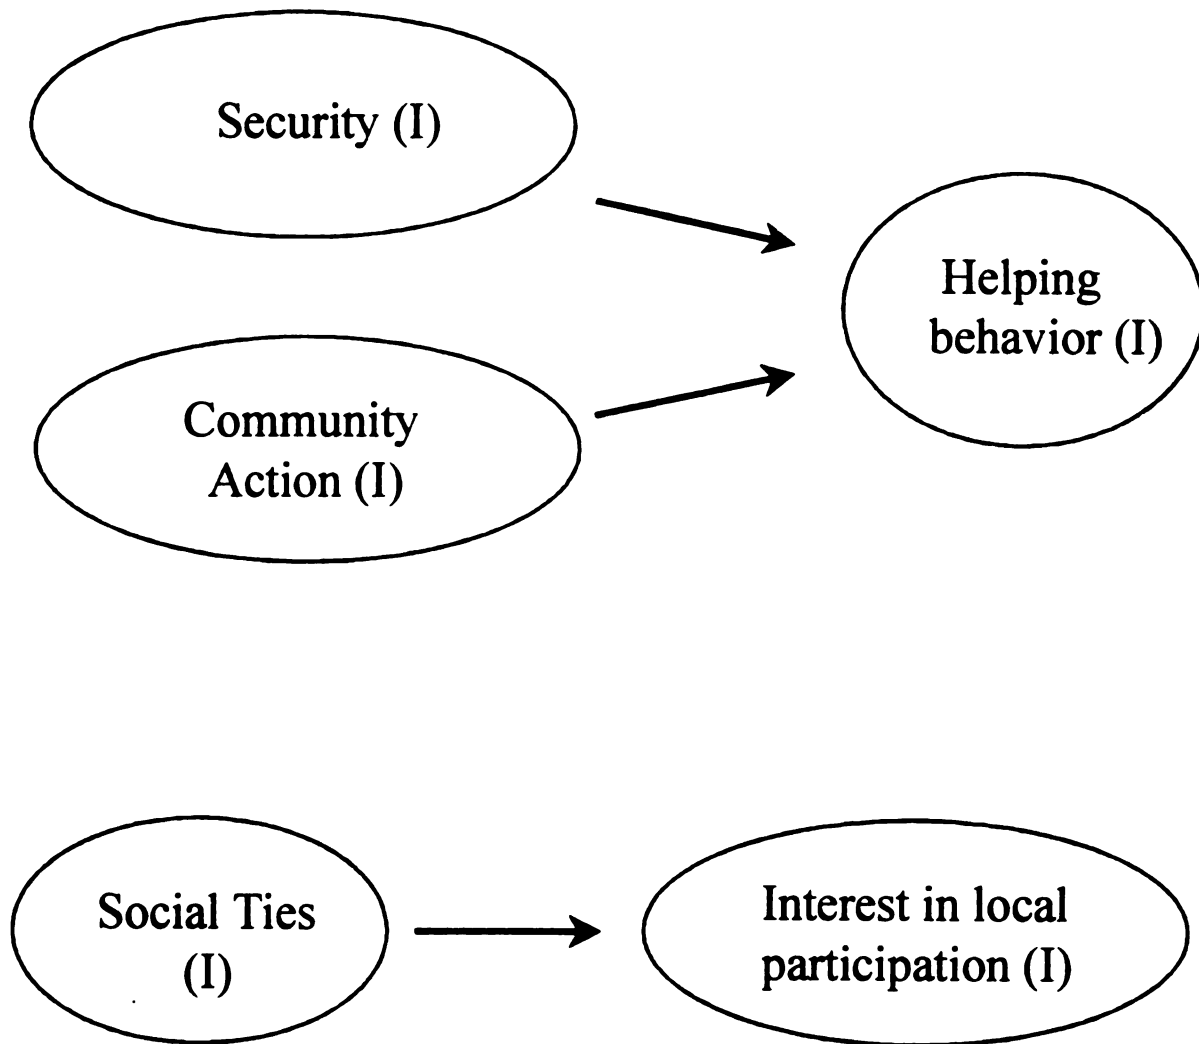 Security (I)
Helping
behavior (I)
Community
Action (I)
Social Ties
(I)
Interest in local
participation (I)